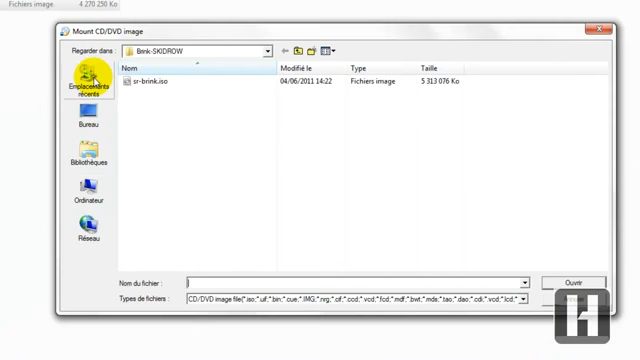 Fichiers image 4 270 250 Ko
Mount CD/DVD image
Regarder dans: Brink-SKIDROW
Nom Modifié le Type Taille
sr-brink.iso 04/06/2011 14:22 Fichiers image 5 313 076 Ko
Emplacements
récents
Bureau
Bibliothèques
Ordinateur
Réseau
Nom du fichier : Ouvrir
Types de fichiers : CD/DVD image file(*.iso;*.uif;*.bin;*.cue;*.IMG;*.nrg;*.cif;*.ccd;*.vcd;*.fcd;*.mdf;*.bwt;*.mds;*.tao;*.dao;*.cdi;*.vcd;*.lcd;*.
H